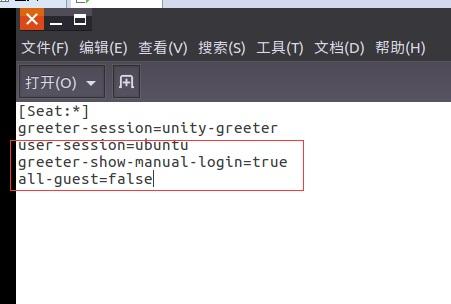 文件(F) 编辑(E) 查看(V) 搜索(S) 工具(T) 文档(D) 帮助(H)
打开(O)
[Seat:*]
greeter-session=unity-greeter
user-session=ubuntu
greeter-show-manual-login=true
all-guest=false